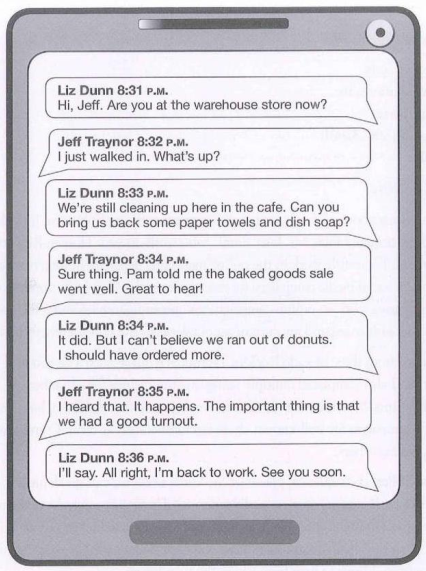 Liz Dunn 8:31 P.M.
Hi, Jeff. Are you at the warehouse store now?
Jeff Traynor 8:32 P.M.
I just walked in. What's up?
Liz Dunn 8:33 P.M.
We're still cleaning up here in the cafe. Can you
bring us back some paper towels and dish soap?
Jeff Traynor 8:34 P.M.
Sure thing. Pam told me the baked goods sale
went well. Great to hear!
Liz Dunn 8:34 P.M.
It did. But I can't believe we ran out of donuts.
I should have ordered more.
Jeff Traynor 8:35 P.M.
I heard that. It happens. The important thing is that
we had a good turnout.
Liz Dunn 8:36 P.M.
I'll say. All right, I'm back to work. See you soon.